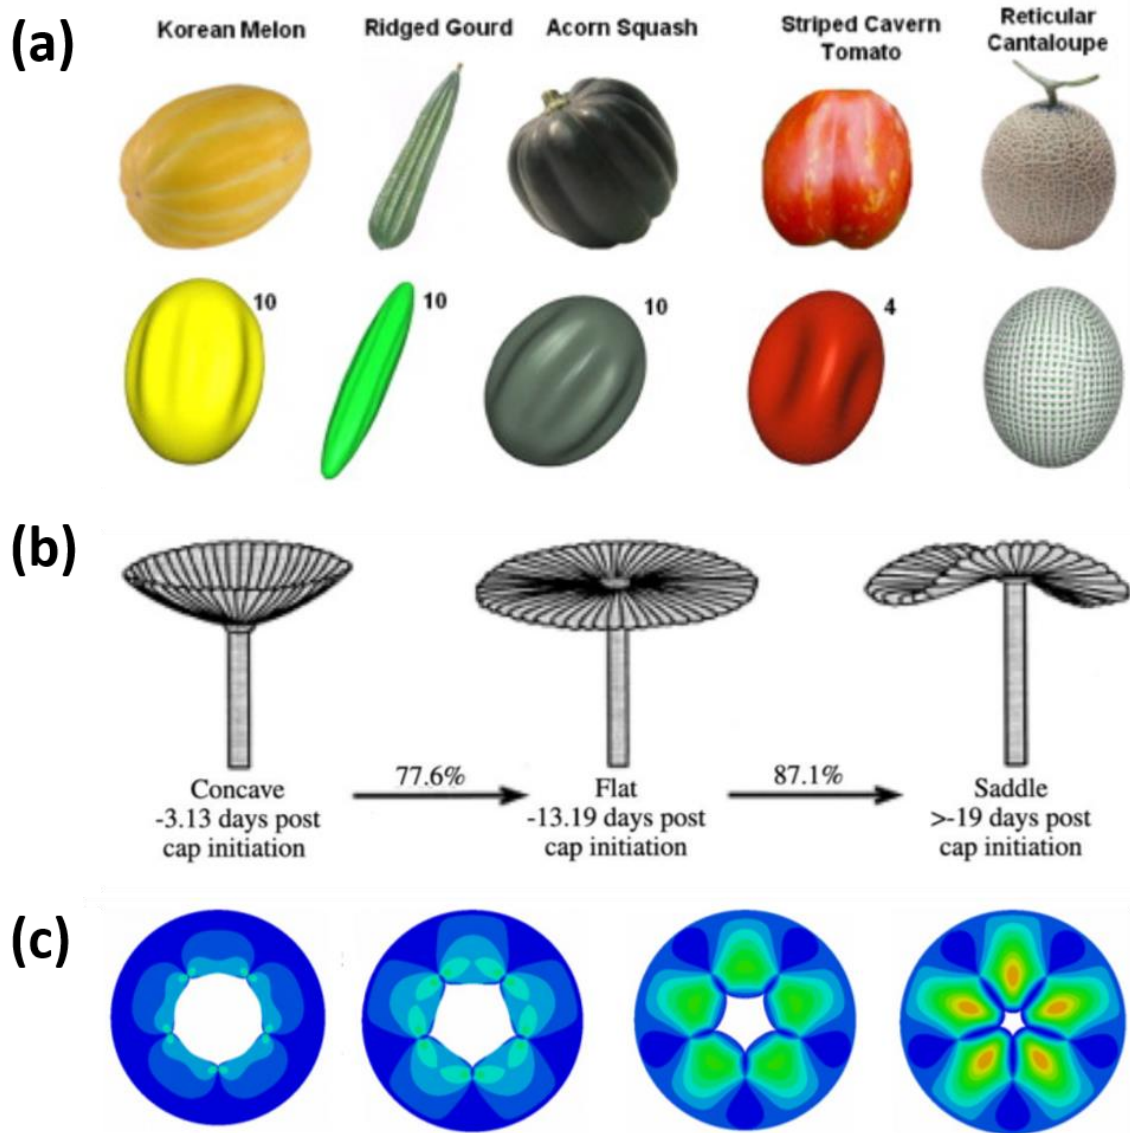 (a)
Korean Melon
Ridged Gourd
Acorn Squash
Striped Cavern
Tomato
Reticular
Cantaloupe
10
10
10
4
(b)
Concave
-3.13 days post
cap initiation
77.6%
Flat
-13.19 days post
cap initiation
87.1%
Saddle
>-19 days post
cap initiation
(c)